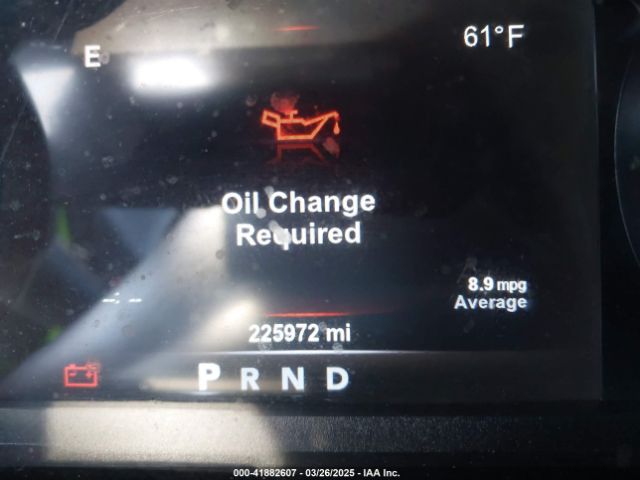 61°F
E
Oil Change
Required
8.9 mpg
Average
225972 mi
P R N D
000-41882607 - 03/26/2025 - IAA Inc.